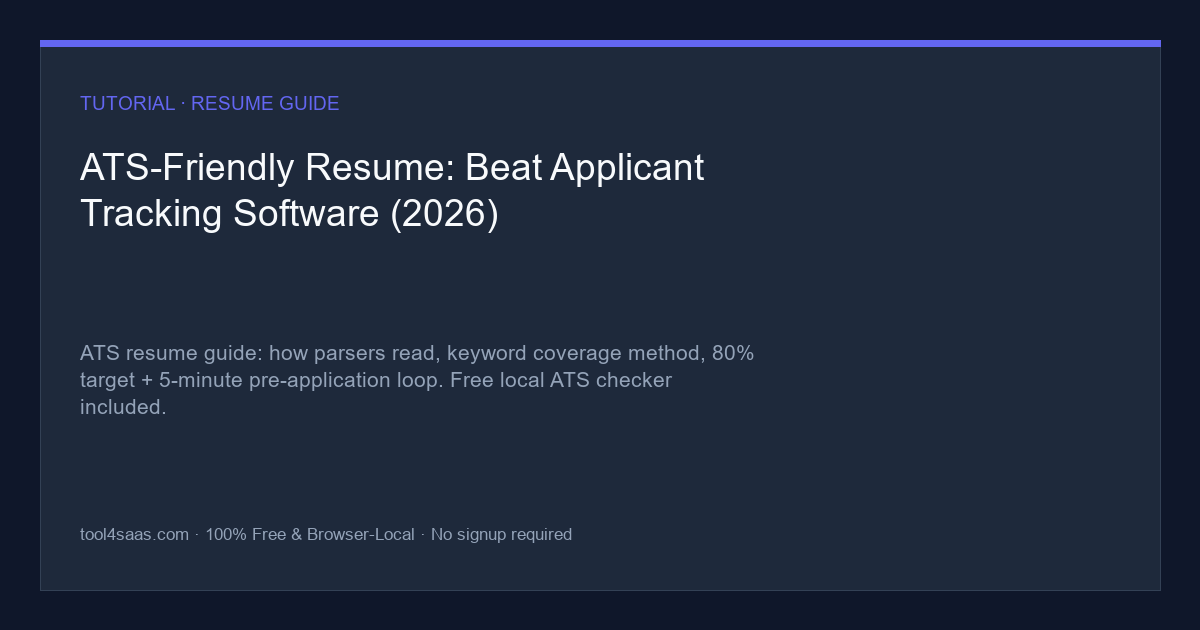 TUTORIAL · RESUME GUIDE
ATS-Friendly Resume: Beat Applicant
Tracking Software (2026)
ATS resume guide: how parsers read, keyword coverage method, 80%
target + 5-minute pre-application loop. Free local ATS checker
included.
tool4saas.com · 100% Free & Browser-Local · No signup required